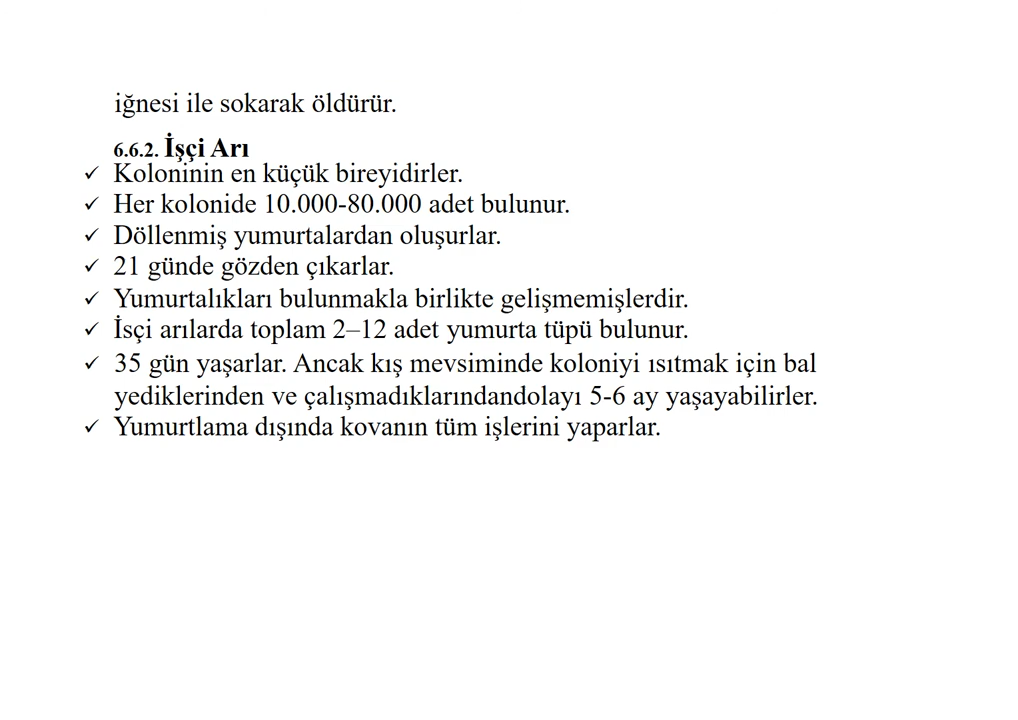 iğnesi ile sokarak öldürür.
6.6.2. İşçi Arı
✓ Koloninin en küçük bireyidirler.
✓ Her kolonide 10.000-80.000 adet bulunur.
✓ Döllenmiş yumurtalardan oluşurlar.
✓ 21 günde gözden çıkarlar.
✓ Yumurtalıkları bulunmakla birlikte gelişmemişlerdir.
✓ İsçi arılarda toplam 2–12 adet yumurta tüpü bulunur.
✓ 35 gün yaşarlar. Ancak kış mevsiminde koloniyi ısıtmak için bal
yediklerinden ve çalışmadıklarındandolayı 5-6 ay yaşayabilirler.
✓ Yumurtlama dışında kovanın tüm işlerini yaparlar.